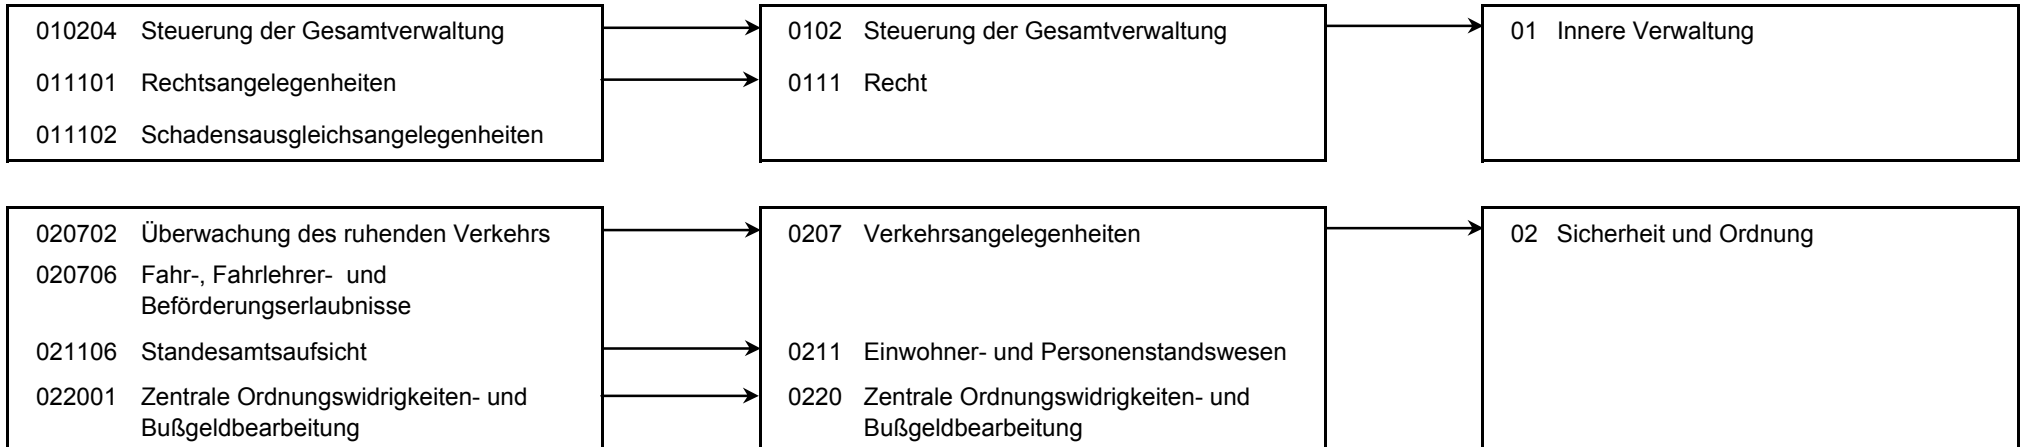 010204 Steuerung der Gesamtverwaltung 0102 Steuerung der Gesamtverwaltung 01 Innere Verwaltung
011101 Rechtsangelegenheiten 0111 Recht
011102 Schadensausgleichsangelegenheiten
020702 Überwachung des ruhenden Verkehrs 0207 Verkehrsangelegenheiten 02 Sicherheit und Ordnung
020706 Fahr-, Fahrlehrer- und
Beförderungserlaubnisse
021106 Standesamtsaufsicht 0211 Einwohner- und Personenstandswesen
022001 Zentrale Ordnungswidrigkeiten- und 0220 Zentrale Ordnungswidrigkeiten- und
Bußgeldbearbeitung Bußgeldbearbeitung